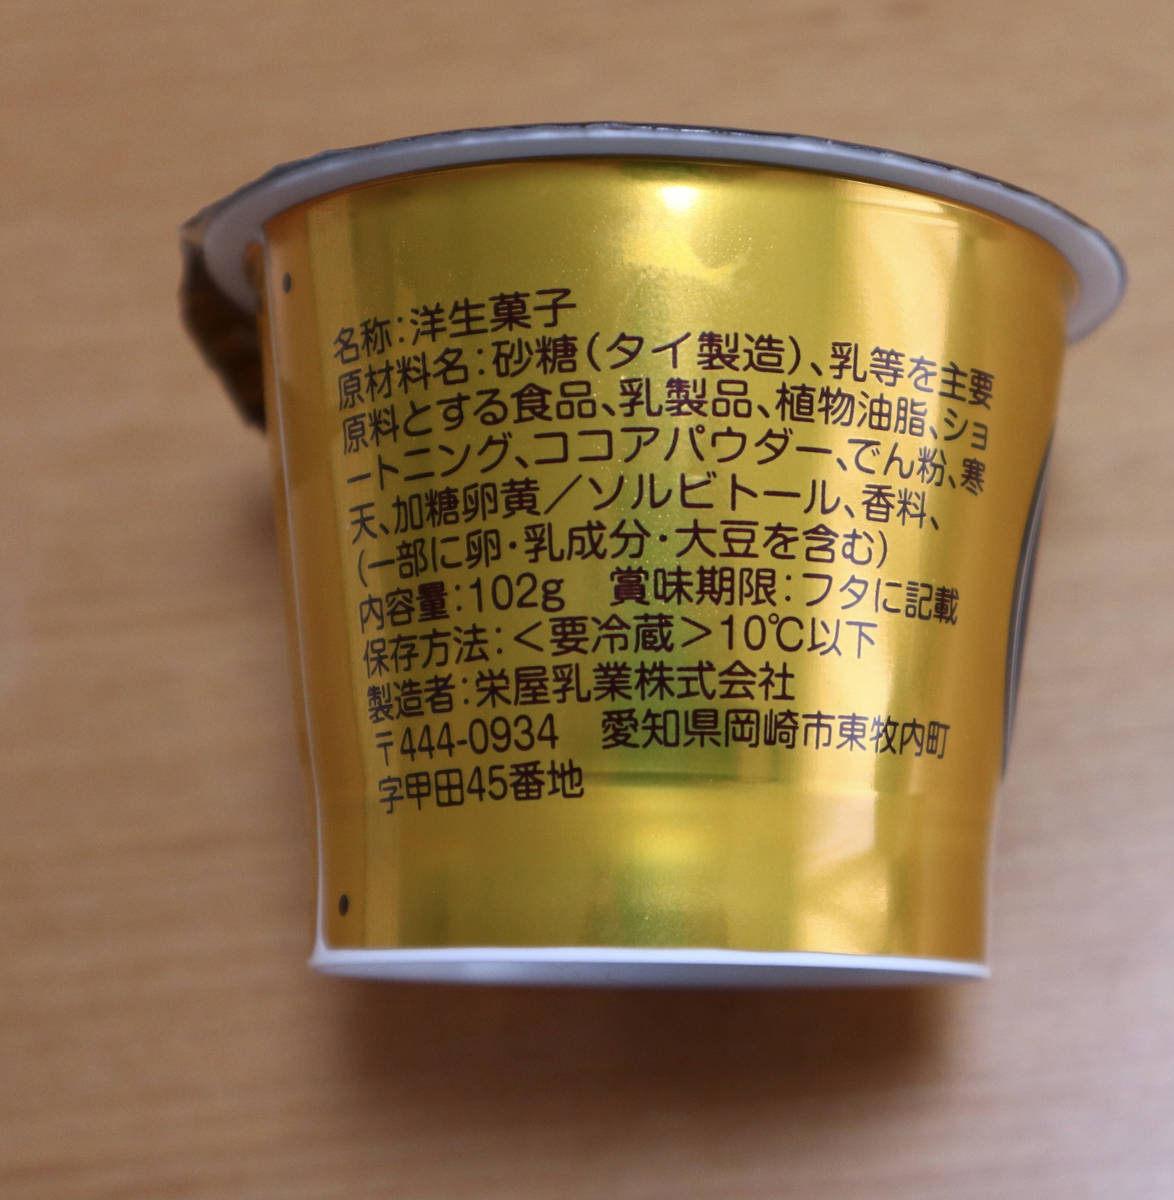 名称:洋生菓子
原材料名:砂糖(タイ製造)、乳等を主要
原料とする食品、乳製品、植物油脂、ショ
ートニング、ココアパウダー、でん粉、寒
天、加糖卵黄/ソルビトール、香料、
(一部に卵・乳成分・大豆を含む)
内容量:102g 賞味期限:フタに記載
保存方法:<要冷蔵>10℃以下
製造者:栄屋乳業株式会社
〒444-0934 愛知県岡崎市東牧内町
字甲田45番地